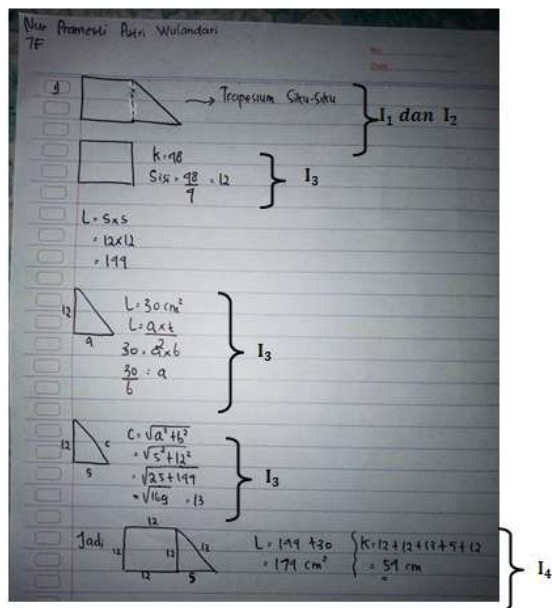 Nur Pramesti Putri Wulandari
7F
No:
Date:
1)
→ Trapesium Siku-Siku
I₁ dan I₂
K = 48
Sisi = 48/4 = 12
I₃
L = s x s
= 12 x 12
= 144
12
a
L = 30 cm²
L = a x t / 2
30 = a x 6
30/6 = a
I₃
12
c
5
C = √a² + b²
= √5² + 12²
= √25 + 144
= √169 = 13
I₃
Jadi
12
12
12
13
12
5
L = 144 + 30
= 174 cm²
K = 12 + 12 + 13 + 5 + 12
= 54 cm
I₄